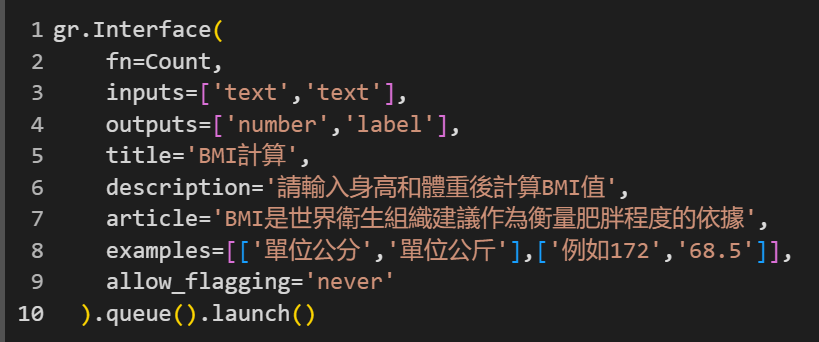 1 gr.Interface(
2     fn=Count,
3     inputs=['text','text'],
4     outputs=['number','label'],
5     title='BMI計算',
6     description='請輸入身高和體重後計算BMI值',
7     article='BMI是世界衛生組織建議作為衡量肥胖程度的依據',
8     examples=[['單位公分','單位公斤'],['例如172','68.5']],
9     allow_flagging='never'
10   ).queue().launch()